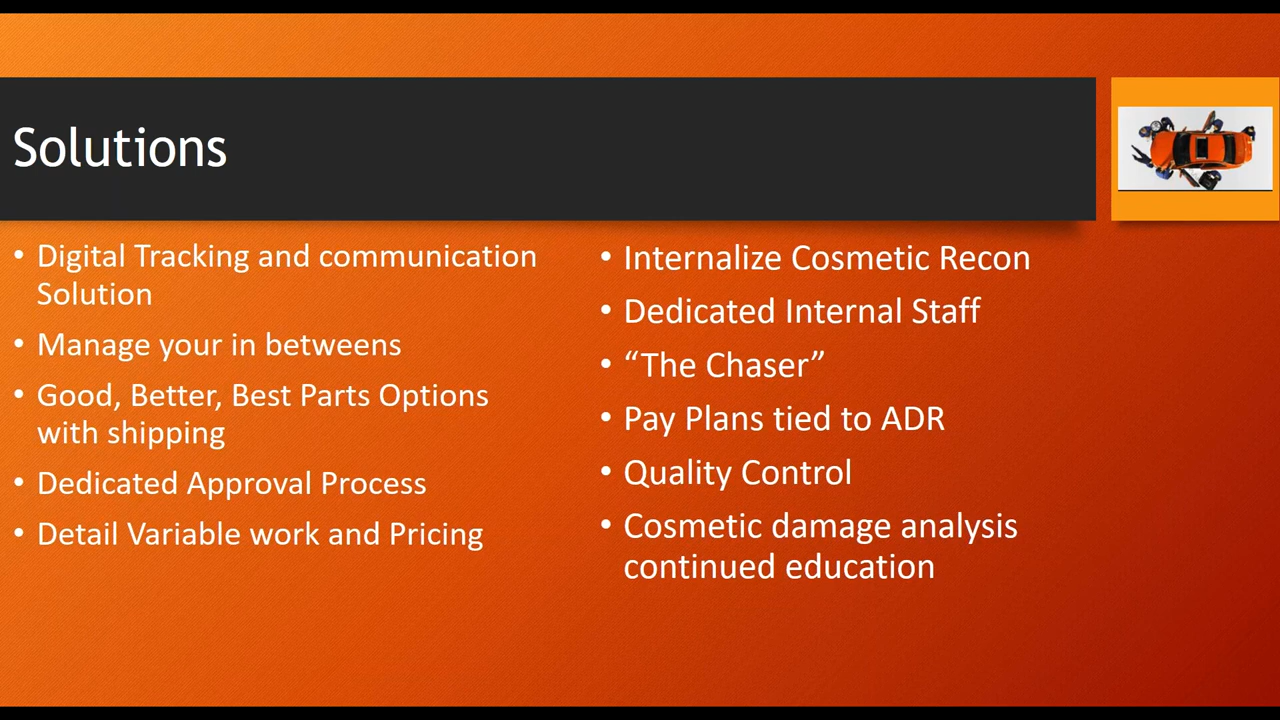 Solutions
• Digital Tracking and communication
Solution
• Manage your in betweens
• Good, Better, Best Parts Options
with shipping
• Dedicated Approval Process
• Detail Variable work and Pricing
• Internalize Cosmetic Recon
• Dedicated Internal Staff
• “The Chaser”
• Pay Plans tied to ADR
• Quality Control
• Cosmetic damage analysis
continued education